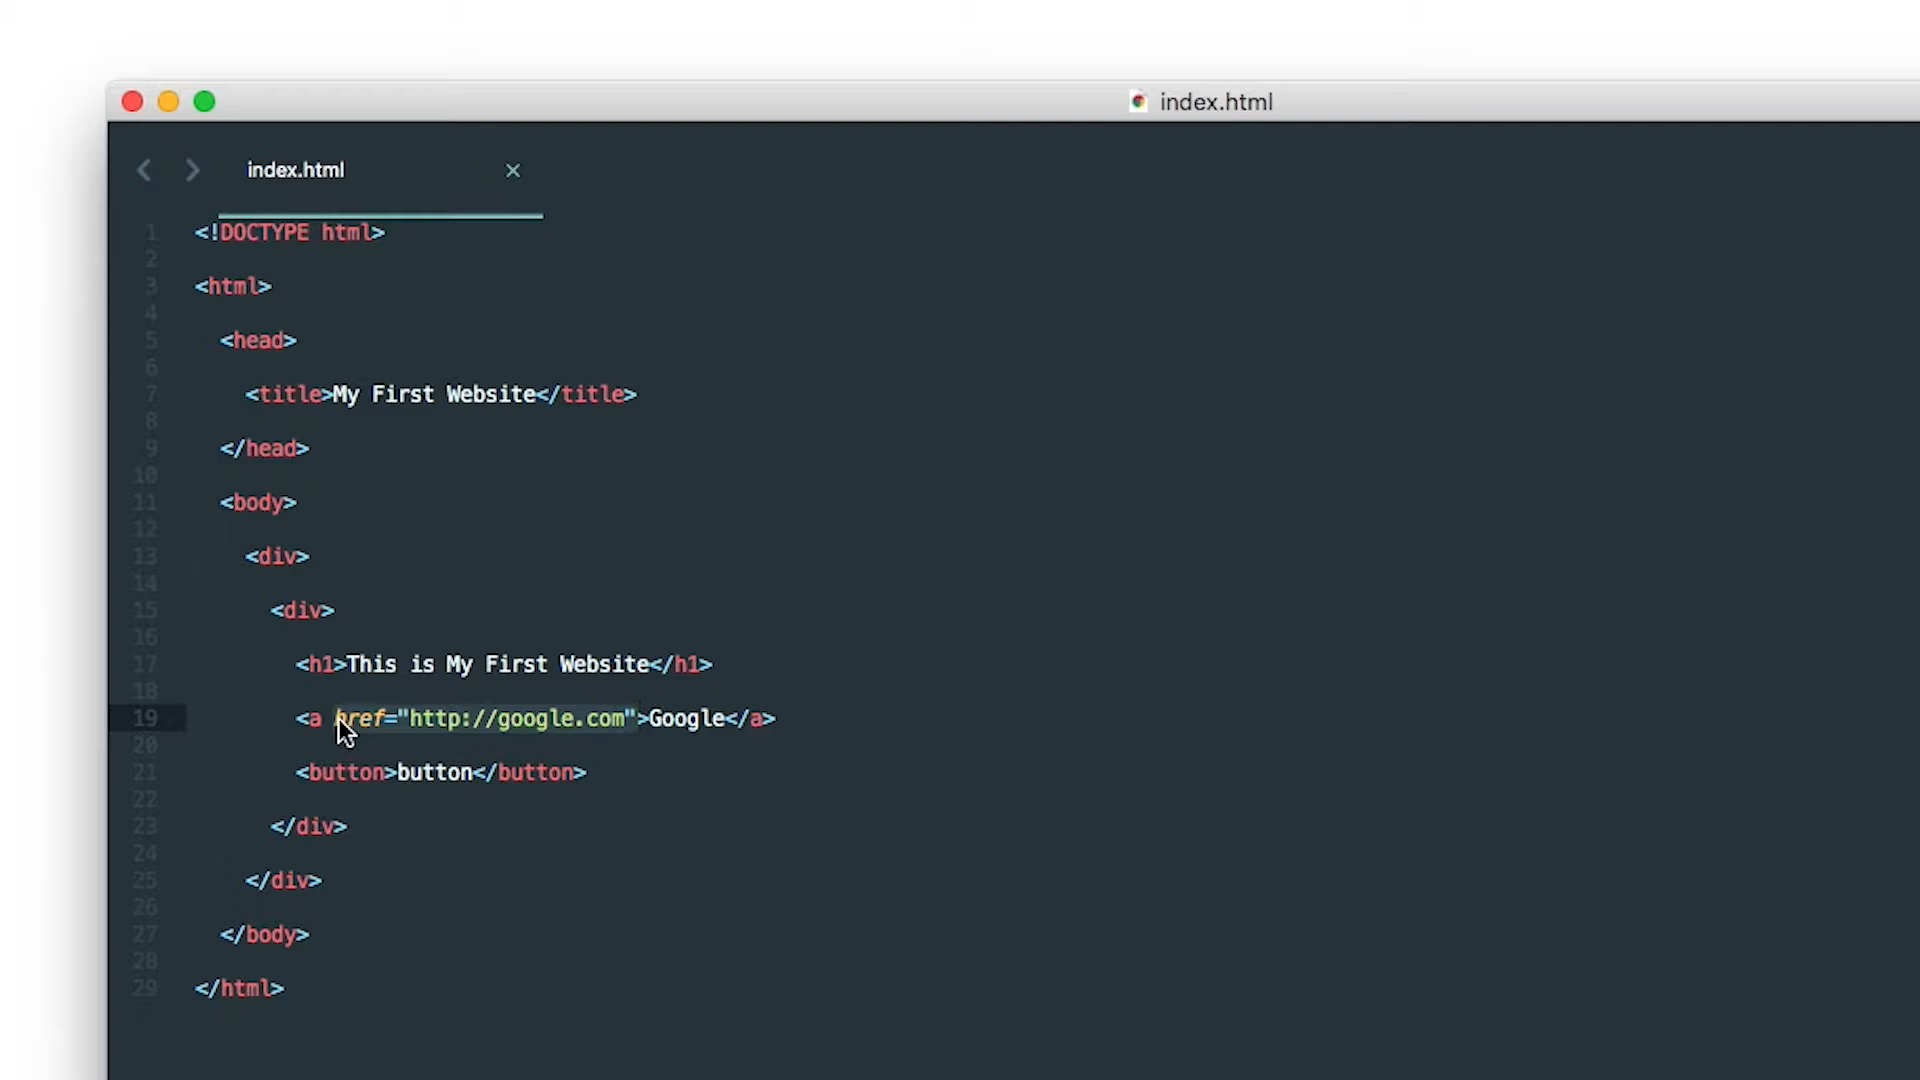 index.html
index.html
1 <!DOCTYPE html>
2
3 <html>
4
5 <head>
6
7 <title>My First Website</title>
8
9 </head>
10
11 <body>
12
13 <div>
14
15 <div>
16
17 <h1>This is My First Website</h1>
18
19 <a href="http://google.com">Google</a>
20
21 <button>button</button>
22
23 </div>
24
25 </div>
26
27 </body>
28
29 </html>